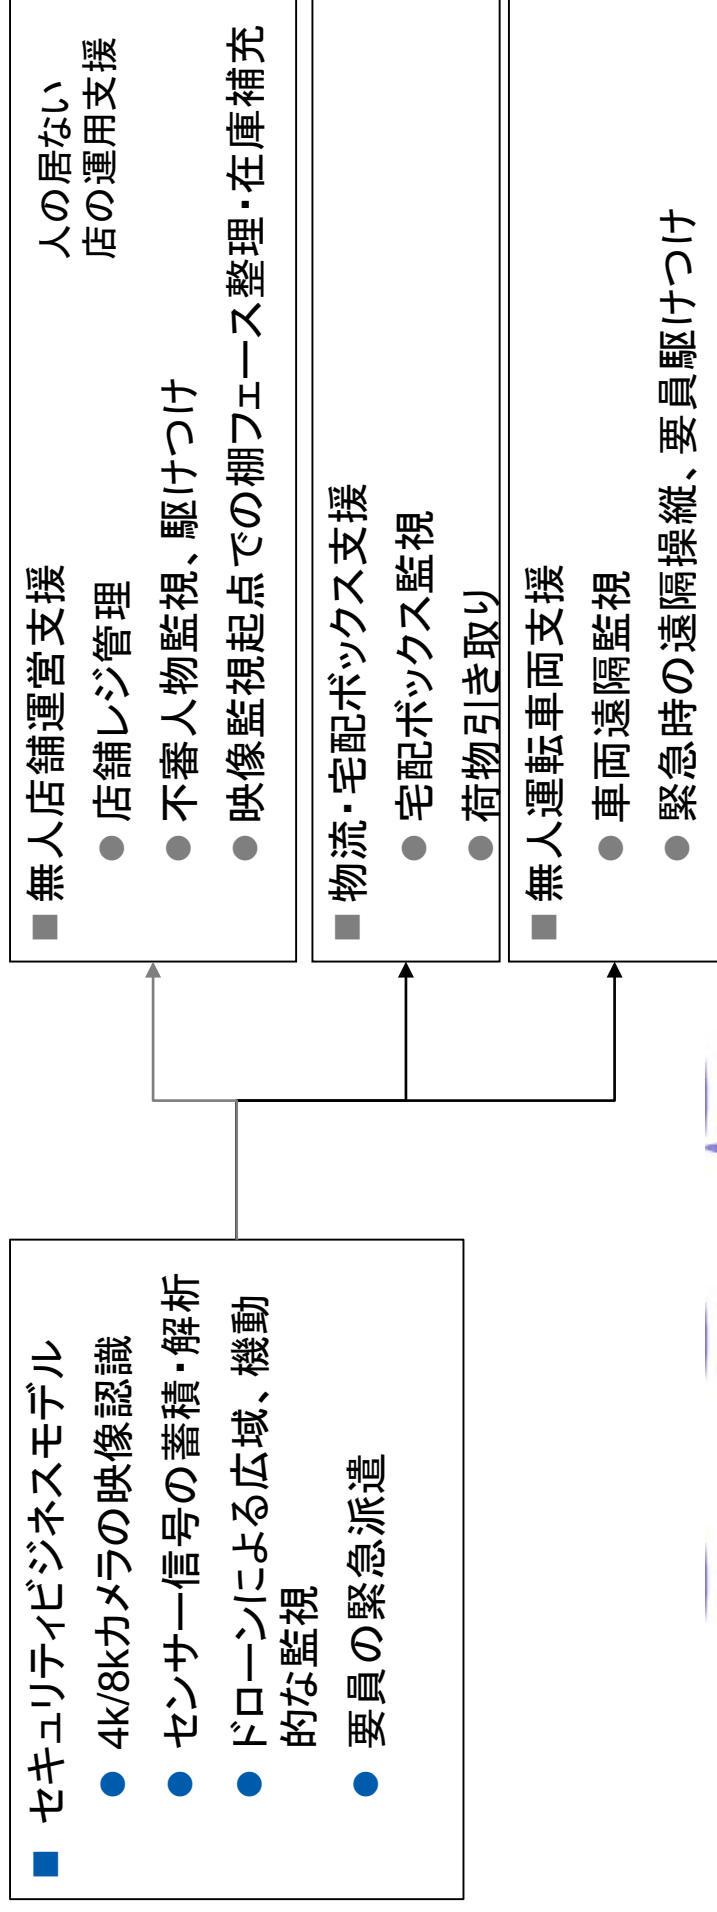 ■ セキュリティビジネスモデル
● 4k/8kカメラの映像認識
● センサー信号の蓄積・解析
● ドローンによる広域、機動
的な監視
● 要員の緊急派遣
■ 無人店舗運営支援
人の居ない
店の運用支援
● 店舗レジ管理
● 不審人物監視、駆けつけ
● 映像監視起点での棚フェース整理・在庫補充
■ 物流・宅配ボックス支援
● 宅配ボックス監視
● 荷物引き取り
■ 無人運転車両支援
● 車両遠隔監視
● 緊急時の遠隔操縦、要員駆けつけ